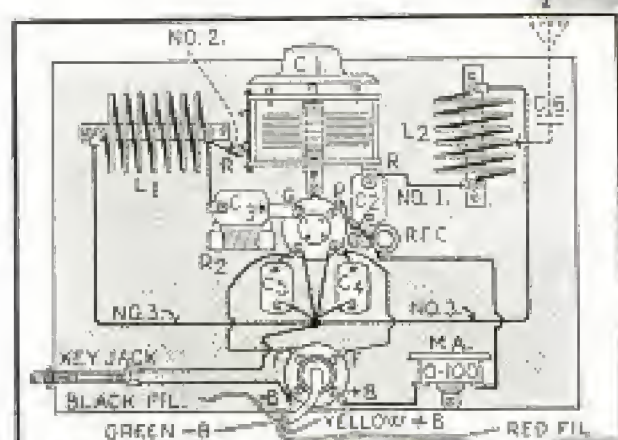 NO. 2.
C1
C5
L2
L1
R
R
NO. 1.
G
P
C3
C2
R2
RFC
C4
NO. 3.
NO. 3.
KEY JACK
M.A.
0-100
F
F
BLACK FIL.
-B
+B
GREEN -B
YELLOW +B
RED FIL